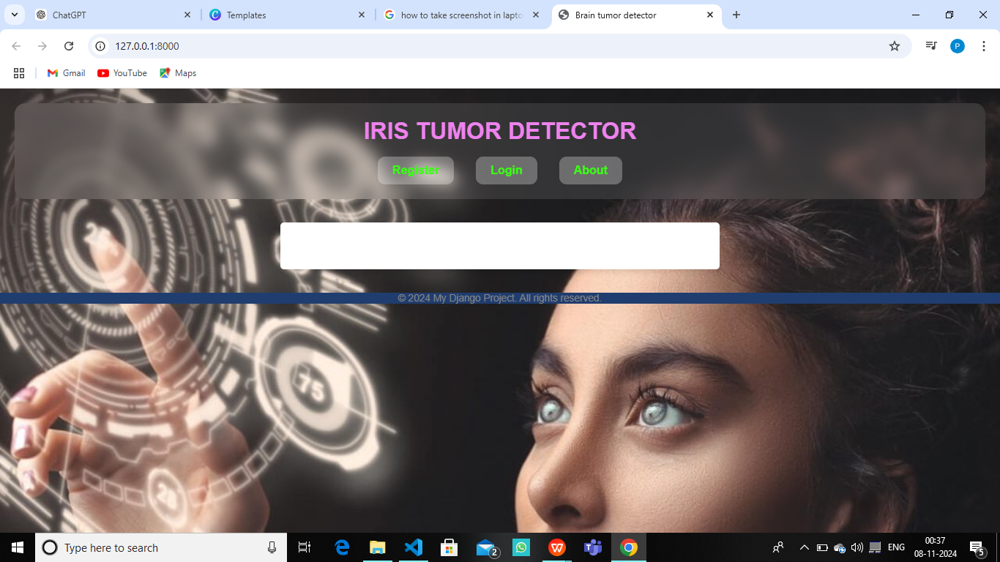 ChatGPT
Templates
how to take screenshot in lapto
Brain tumor detector
127.0.0.1:8000
P
Gmail
YouTube
Maps
IRIS TUMOR DETECTOR
Register
Login
About
© 2024 My Django Project. All rights reserved.
75
Type here to search
2
ENG
00:37
08-11-2024
5